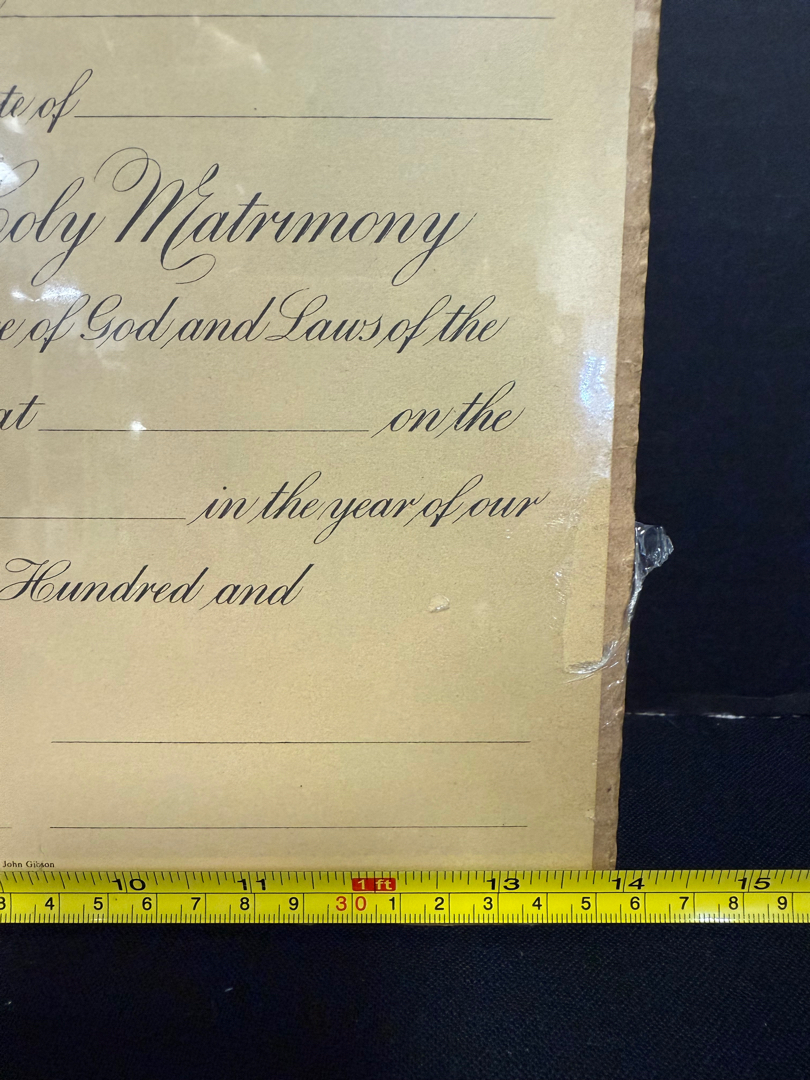 te of
oly Matrimony
e of God and Laws of the
at on the
in the year of our
Hundred and
John Gibson
10 11 1 ft 13 14 15
3 4 5 6 7 8 9 30 1 2 3 4 5 6 7 8 9